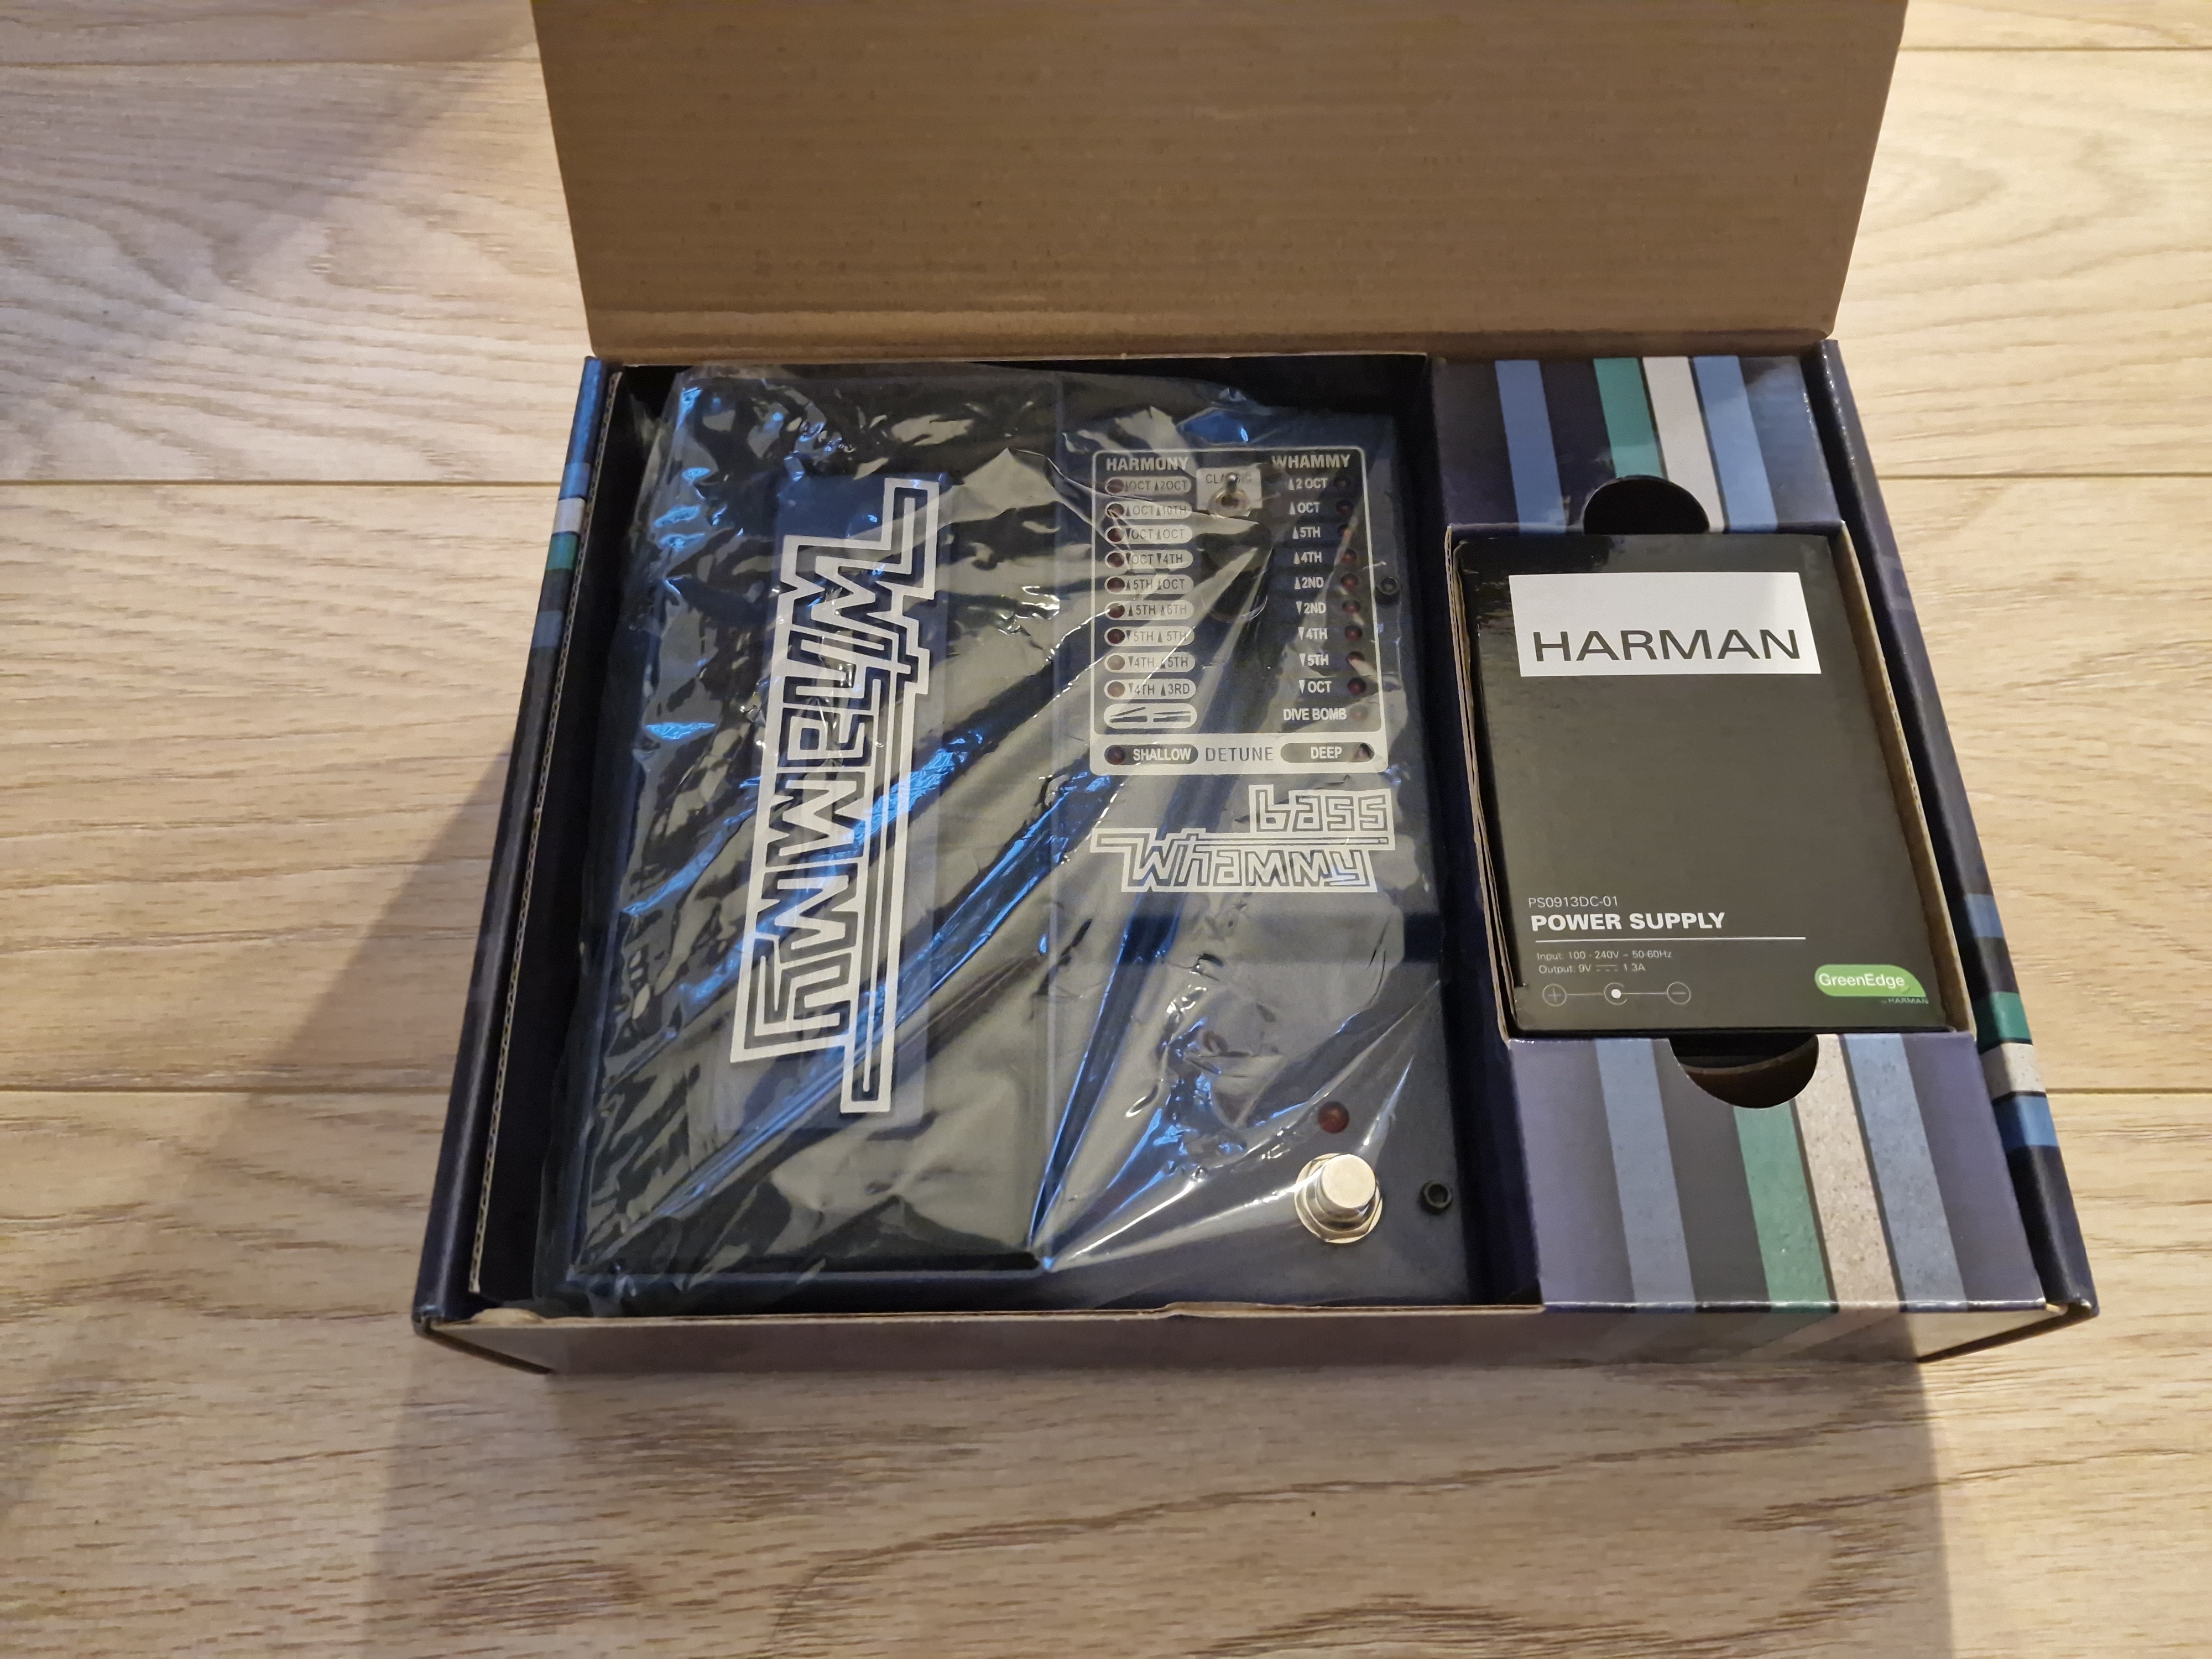 Whammy
HARMONY
CLASSIC
WHAMMY
▲OCT▲2OCT
▲2 OCT
▲OCT▲10TH
▲OCT
▼OCT▲OCT
▲5TH
▼OCT▼4TH
▲4TH
▲5TH▲OCT
▲2ND
▲5TH▲6TH
▼2ND
▼5TH▲5TH
▼4TH
▼4TH▲5TH
▼5TH
▼4TH▲3RD
▼OCT
DIVE BOMB
SHALLOW DETUNE DEEP
bass
Whammy
HARMAN
PS0913DC-01
POWER SUPPLY
Input: 100 - 240V ~ 50-60Hz
Output: 9V ⎓ 1.3A
GreenEdge
by HARMAN